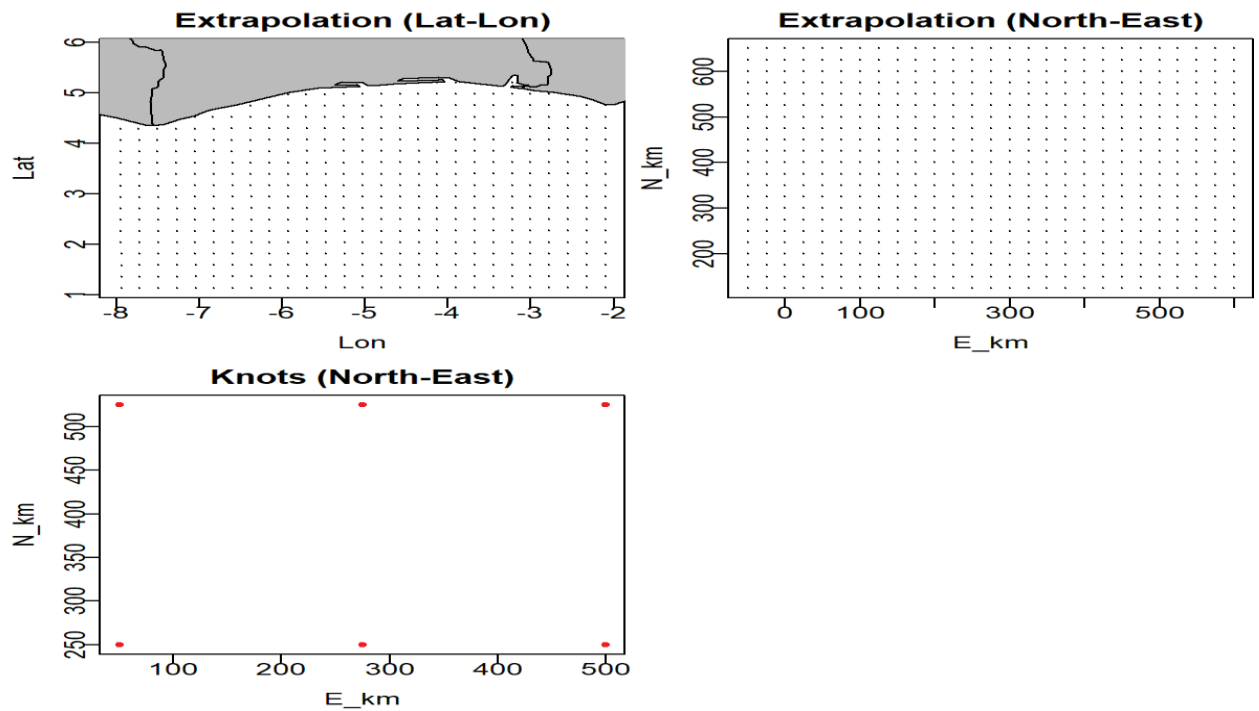 Extrapolation (Lat-Lon)
Lat
6
5
4
3
2
1
-8 -7 -6 -5 -4 -3 -2
Lon
Extrapolation (North-East)
N_km
600
500
400
300
200
0 100 300 500
E_km
Knots (North-East)
N_km
500
450
400
350
300
250
100 200 300 400 500
E_km